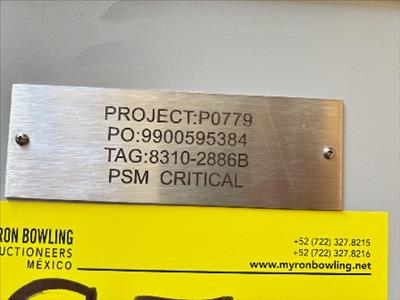 PROJECT:P0779
PO:9900595384
TAG:8310-2886B
PSM CRITICAL
RON BOWLING
UCTIONEERS
MÉXICO
+52 (722) 327.8215
+52 (722) 327.8216
www.myronbowling.net